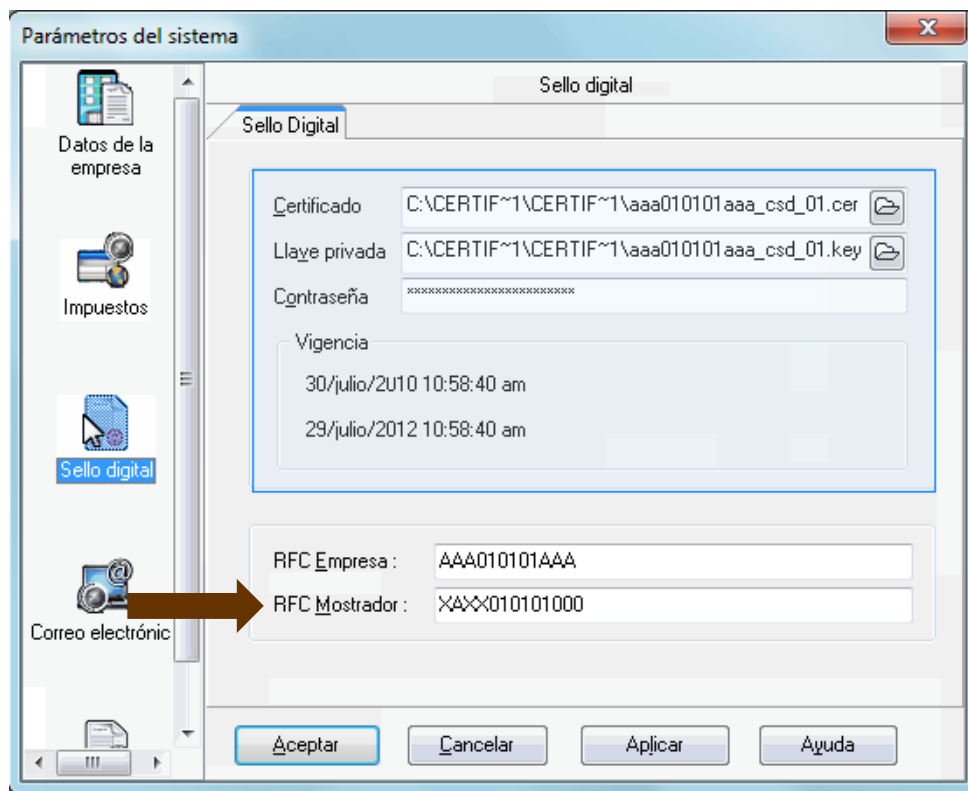 Parámetros del sistema
Datos de la
empresa
Impuestos
Sello digital
Correo electrónic
Sello digital
Sello Digital
Certificado C:\CERTIF~1\CERTIF~1\aaa010101aaa_csd_01.cer
Llave privada C:\CERTIF~1\CERTIF~1\aaa010101aaa_csd_01.key
Contraseña ************************
Vigencia
30/julio/2010 10:58:40 am
29/julio/2012 10:58:40 am
RFC Empresa : AAA010101AAA
RFC Mostrador : XAXX010101000
Aceptar Cancelar Aplicar Ayuda